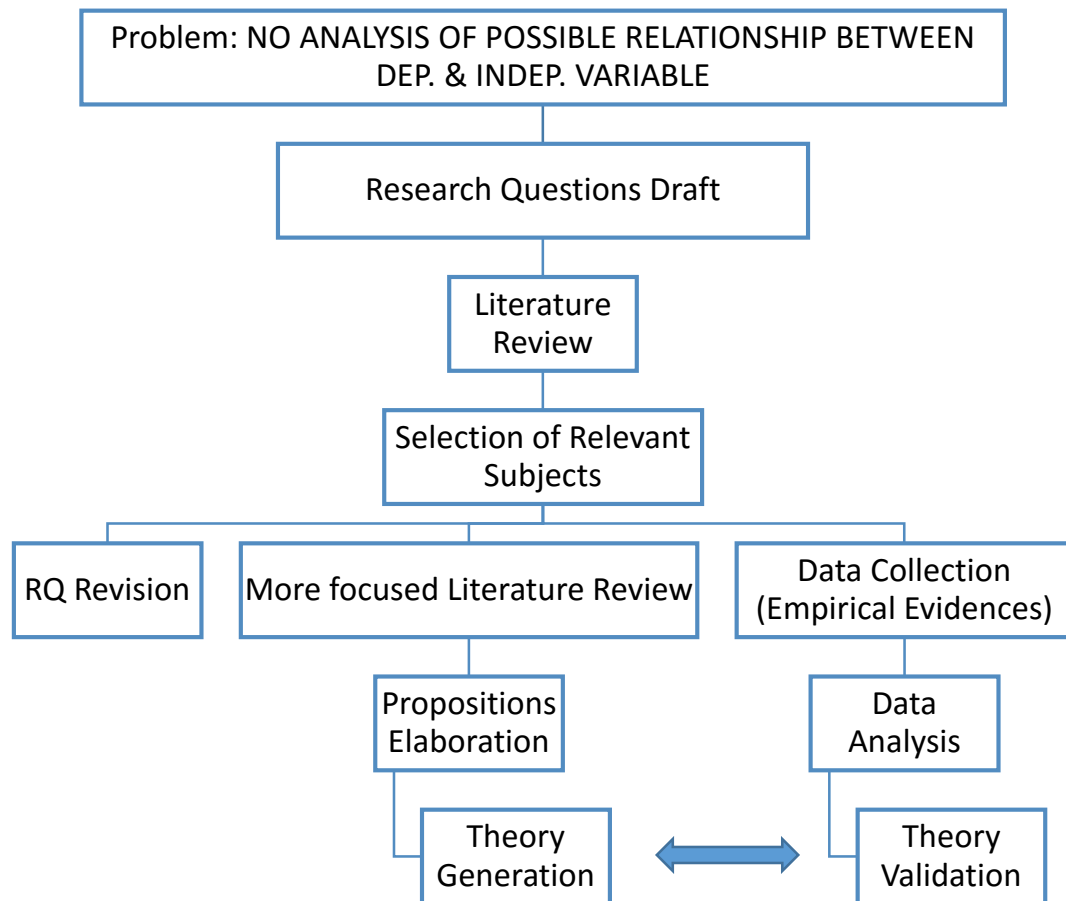 Problem: NO ANALYSIS OF POSSIBLE RELATIONSHIP BETWEEN
DEP. & INDEP. VARIABLE
Research Questions Draft
Literature
Review
Selection of Relevant
Subjects
RQ Revision
More focused Literature Review
Data Collection
(Empirical Evidences)
Propositions
Elaboration
Data
Analysis
Theory
Generation
Theory
Validation